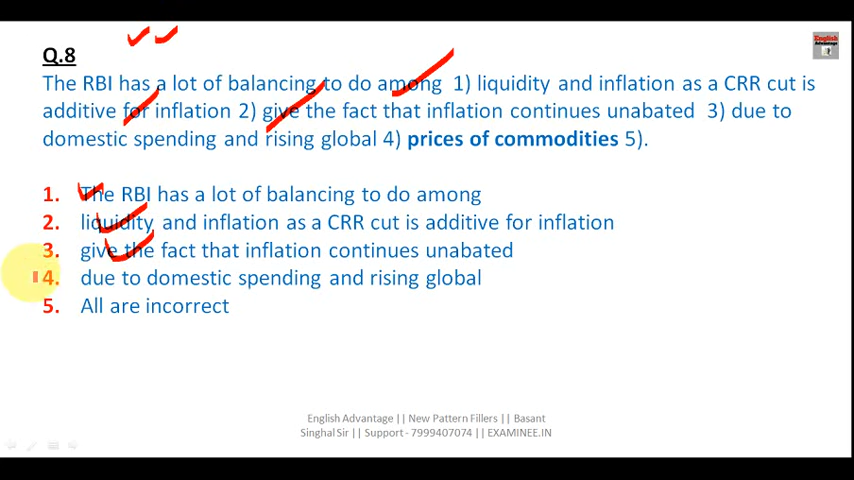 English
Advantage
Q.8
The RBI has a lot of balancing to do among 1) liquidity and inflation as a CRR cut is
additive for inflation 2) give the fact that inflation continues unabated 3) due to
domestic spending and rising global 4) prices of commodities 5).
1. The RBI has a lot of balancing to do among
2. liquidity and inflation as a CRR cut is additive for inflation
3. give the fact that inflation continues unabated
4. due to domestic spending and rising global
5. All are incorrect
English Advantage || New Pattern Fillers || Basant
Singhal Sir || Support - 7999407074 || EXAMINEE.IN